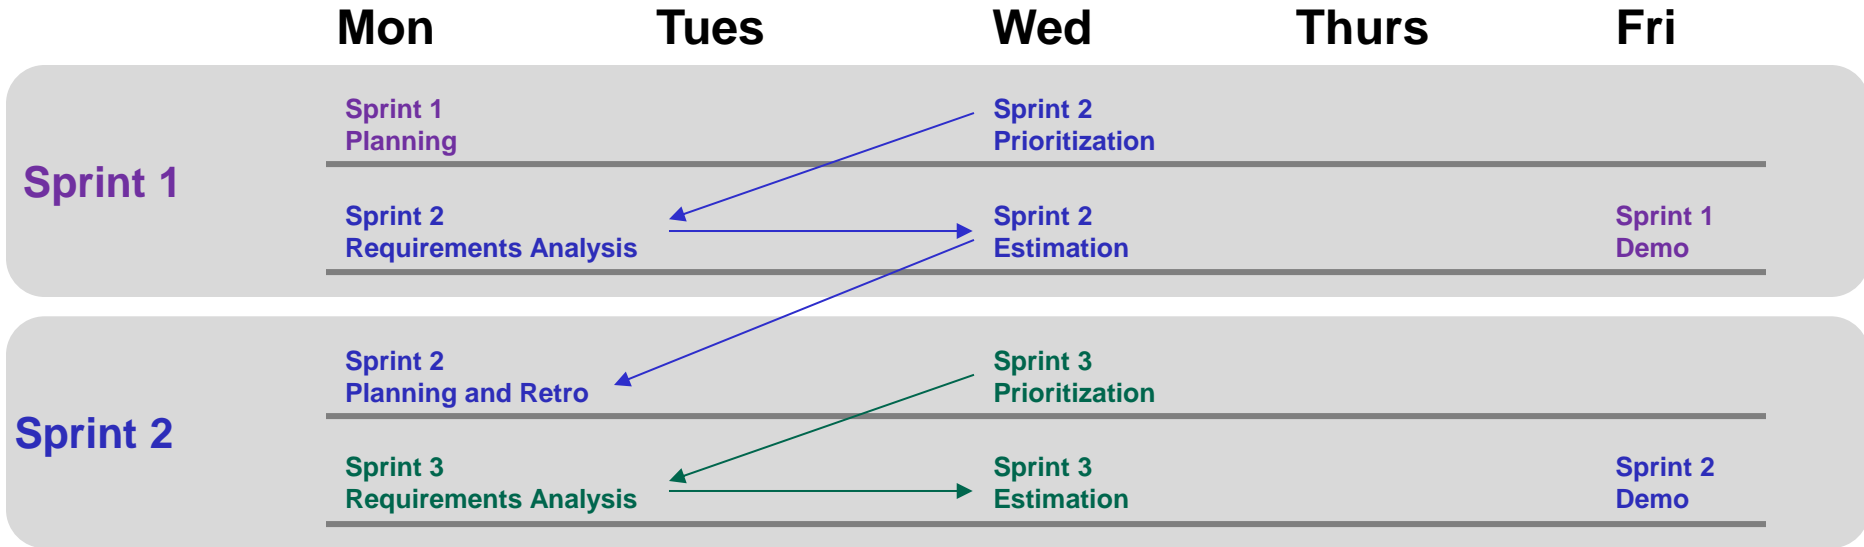 Mon Tues Wed Thurs Fri
Sprint 1
Sprint 1
Planning
Sprint 2
Prioritization
Sprint 2
Requirements Analysis
Sprint 2
Estimation
Sprint 1
Demo
Sprint 2
Sprint 2
Planning and Retro
Sprint 3
Prioritization
Sprint 3
Requirements Analysis
Sprint 3
Estimation
Sprint 2
Demo